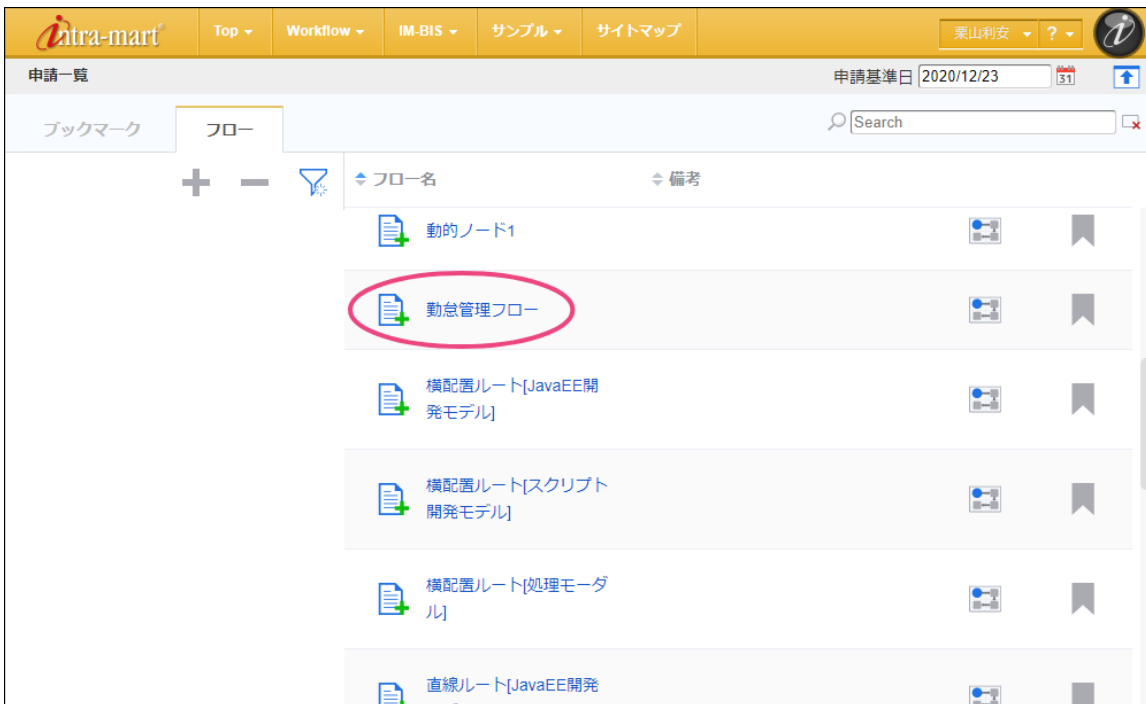 intra-mart Top Workflow IM-BIS サンプル サイトマップ 栗山利安 ?
申請一覧 申請基準日 2020/12/23 31
ブックマーク フロー Search
フロー名 備考
動的ノード1
勤怠管理フロー
横配置ルート[JavaEE開
発モデル]
横配置ルート[スクリプト
開発モデル]
横配置ルート[処理モーダ
ル]
直線ルート[JavaEE開発